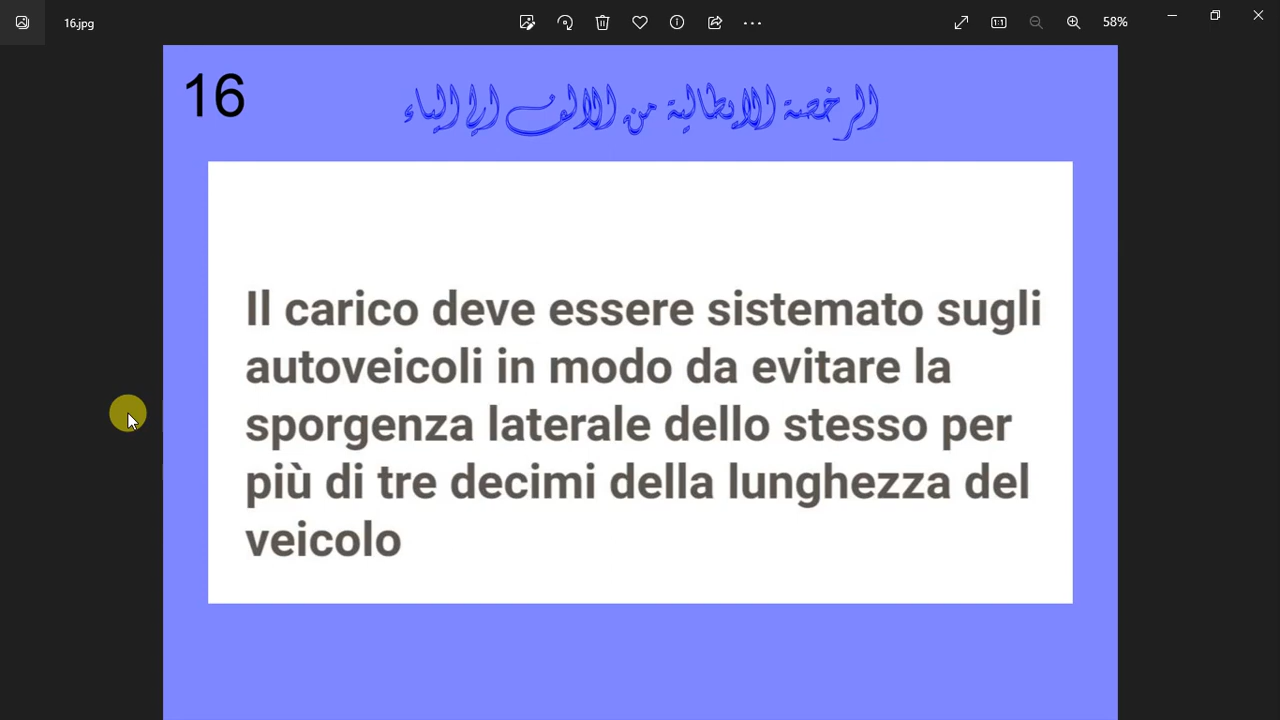 16.jpg
58%
16
الرخصة الايطالية من الالف الى الياء
Il carico deve essere sistemato sugli
autoveicoli in modo da evitare la
sporgenza laterale dello stesso per
più di tre decimi della lunghezza del
veicolo